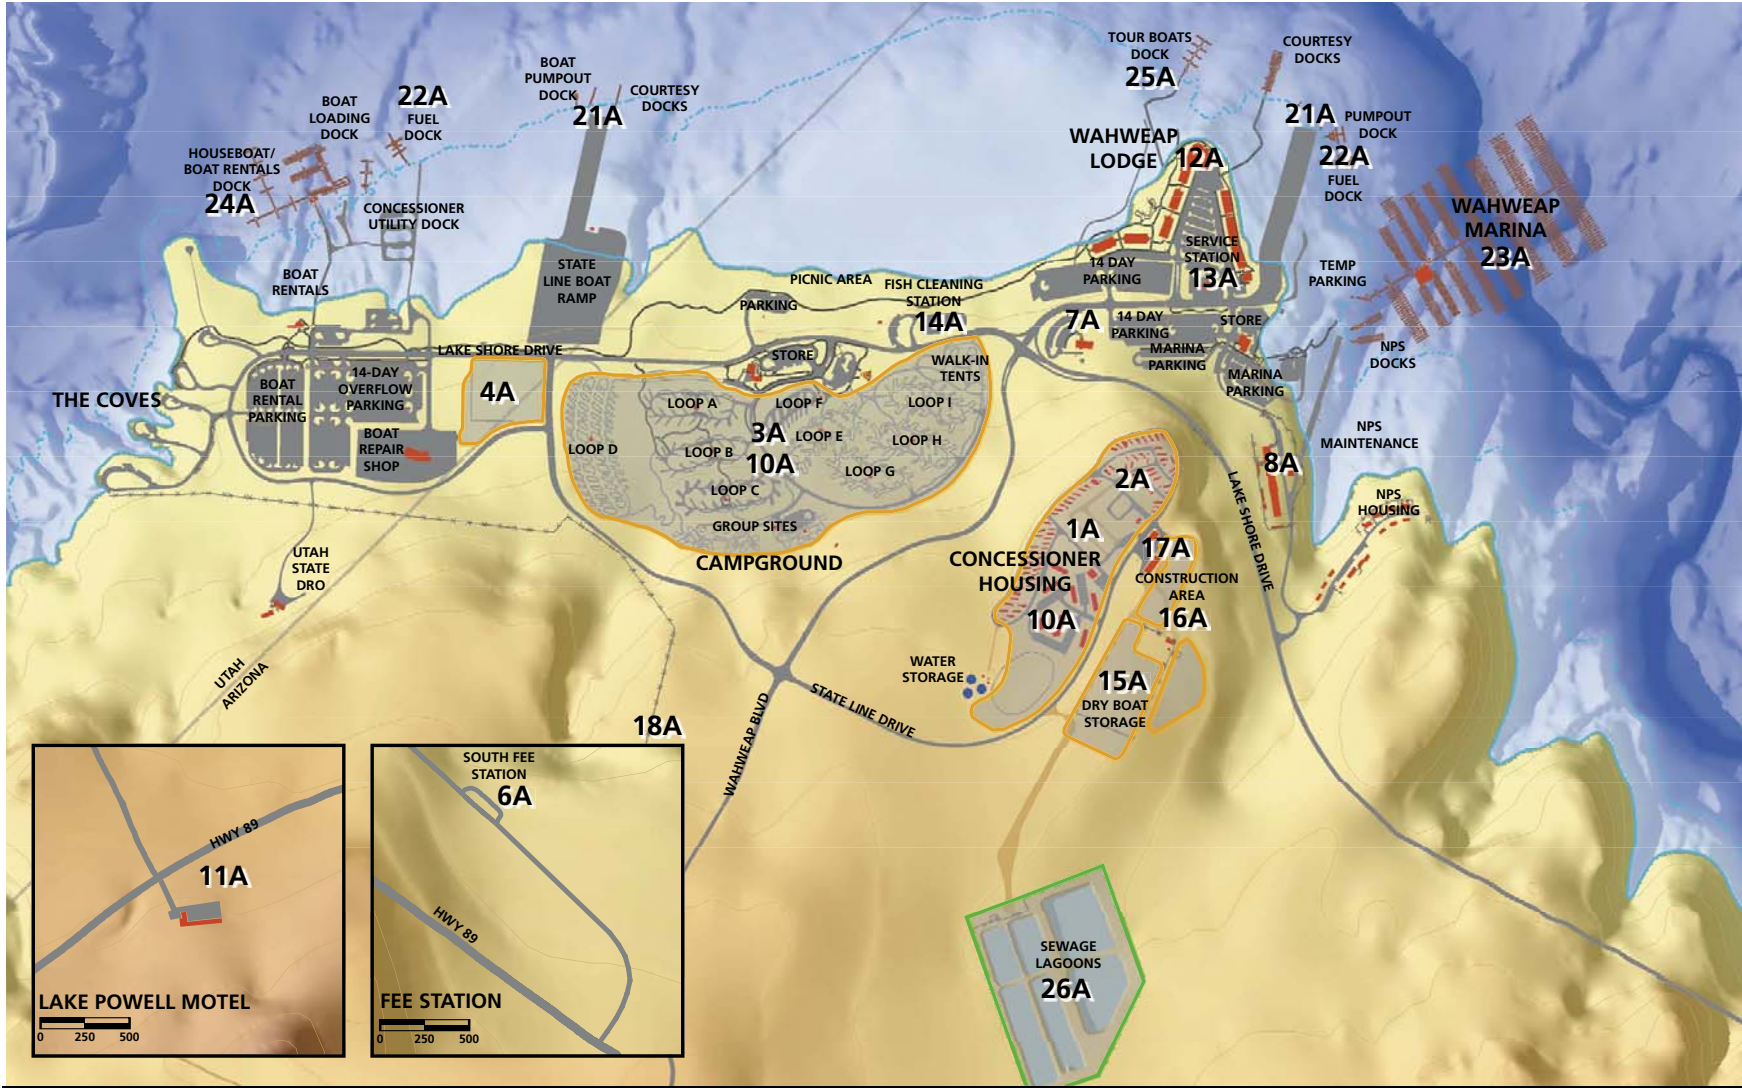 TOUR BOATS
DOCK
25A
COURTESY
DOCKS
BOAT
PUMPOUT
DOCK
21A
COURTESY
DOCKS
22A
FUEL
DOCK
BOAT
LOADING
DOCK
HOUSEBOAT/
BOAT RENTALS
DOCK
24A
CONCESSIONER
UTILITY DOCK
BOAT
RENTALS
STATE
LINE BOAT
RAMP
PICNIC AREA
PARKING
FISH CLEANING
STATION
14A
WAHWEAP
LODGE
12A
21A
PUMPOUT
DOCK
22A
FUEL
DOCK
WAHWEAP
MARINA
23A
SERVICE
STATION
13A
14 DAY
PARKING
TEMP
PARKING
7A
14 DAY
PARKING
STORE
MARINA
PARKING
MARINA
PARKING
NPS
DOCKS
LAKE SHORE DRIVE
STORE
WALK-IN
TENTS
THE COVES
BOAT
RENTAL
PARKING
14-DAY
OVERFLOW
PARKING
4A
BOAT
REPAIR
SHOP
LOOP A
LOOP F
LOOP I
3A
LOOP E
LOOP H
LOOP D
LOOP B
10A
LOOP G
LOOP C
GROUP SITES
CAMPGROUND
NPS
MAINTENANCE
8A
2A
LAKE SHORE DRIVE
NPS
HOUSING
1A
CONCESSIONER
HOUSING
10A
17A
CONSTRUCTION
AREA
16A
UTAH
STATE
DRO
UTAH
ARIZONA
WATER
STORAGE
15A
DRY BOAT
STORAGE
STATE LINE DRIVE
WAHWEAP BLVD
18A
HWY 89
11A
LAKE POWELL MOTEL
0 250 500
SOUTH FEE
STATION
6A
HWY 89
FEE STATION
0 250 500
SEWAGE
LAGOONS
26A